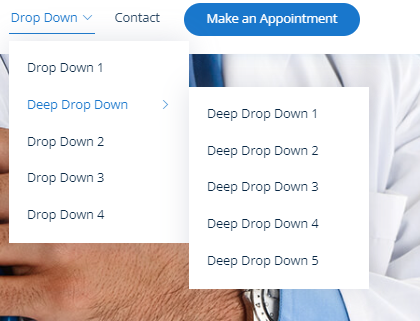 Drop Down Contact Make an Appointment
Drop Down 1
Deep Drop Down
Drop Down 2
Drop Down 3
Drop Down 4
Deep Drop Down 1
Deep Drop Down 2
Deep Drop Down 3
Deep Drop Down 4
Deep Drop Down 5